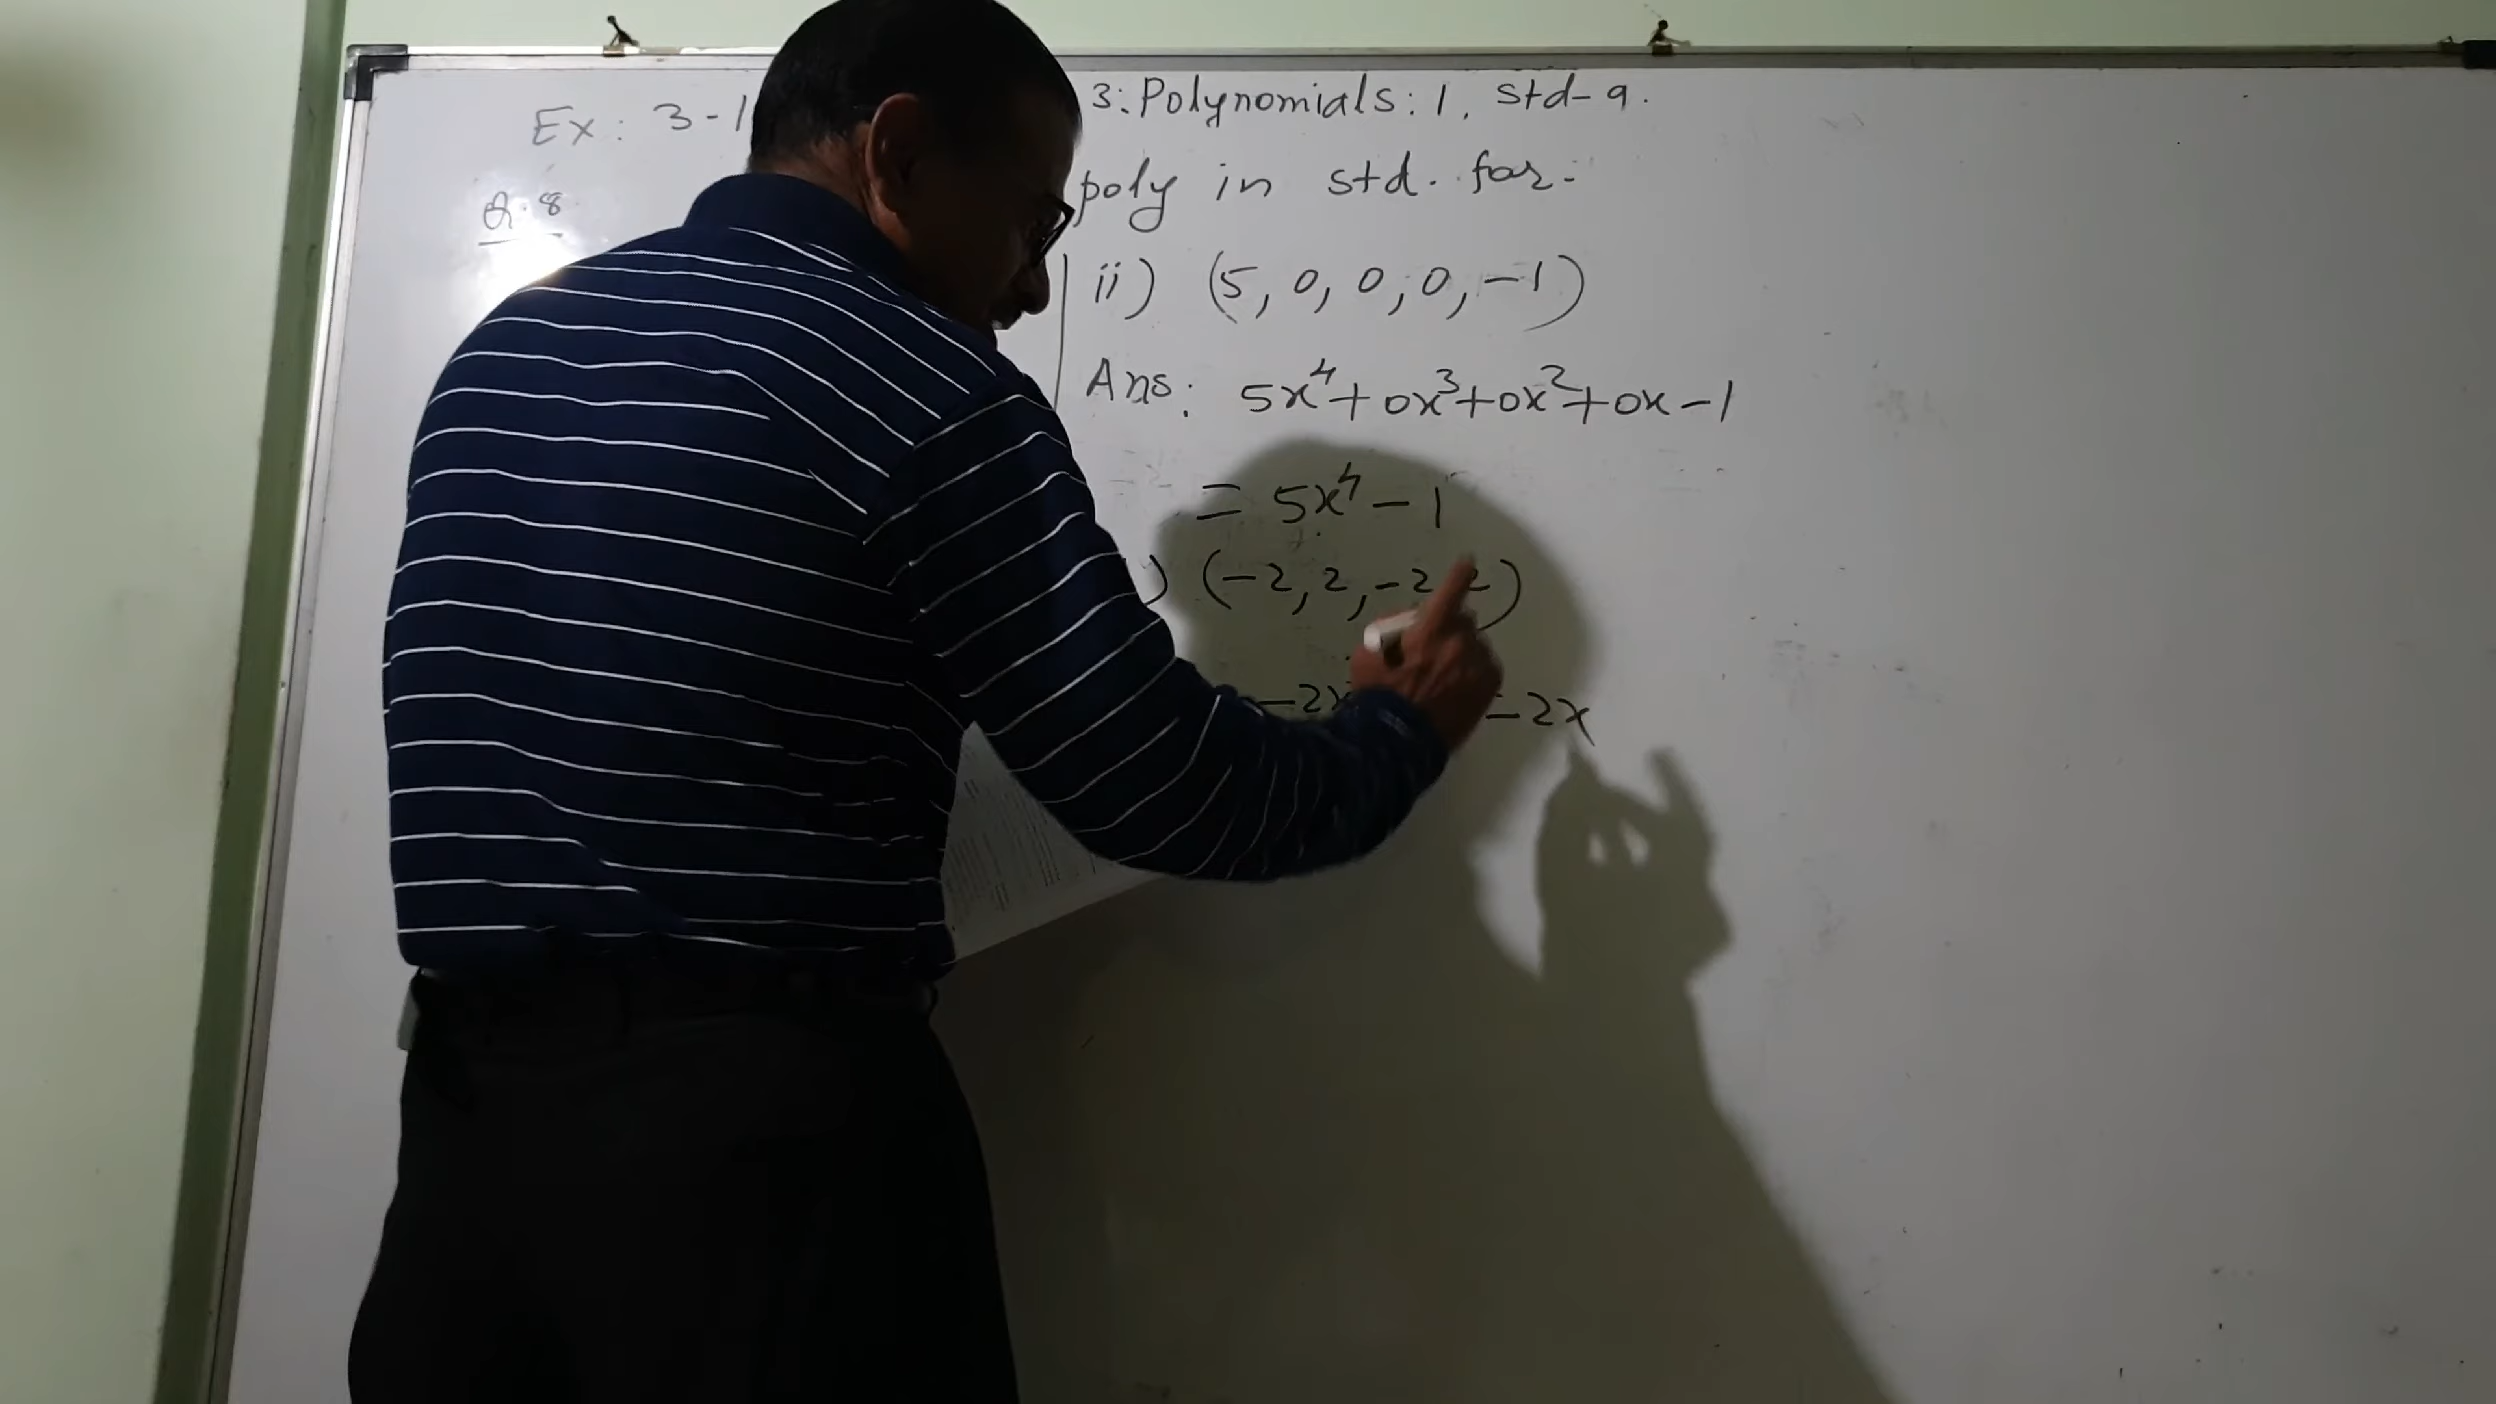 Ex: 3-1
3: Polynomials: 1, Std-9.
Q.8
poly in std. for-
ii) (5, 0, 0, 0, -1)
Ans: 5x⁴+0x³+0x²+0x-1
= 5x⁴-1
) (-2, 2, -2, 2)
-2x -2x